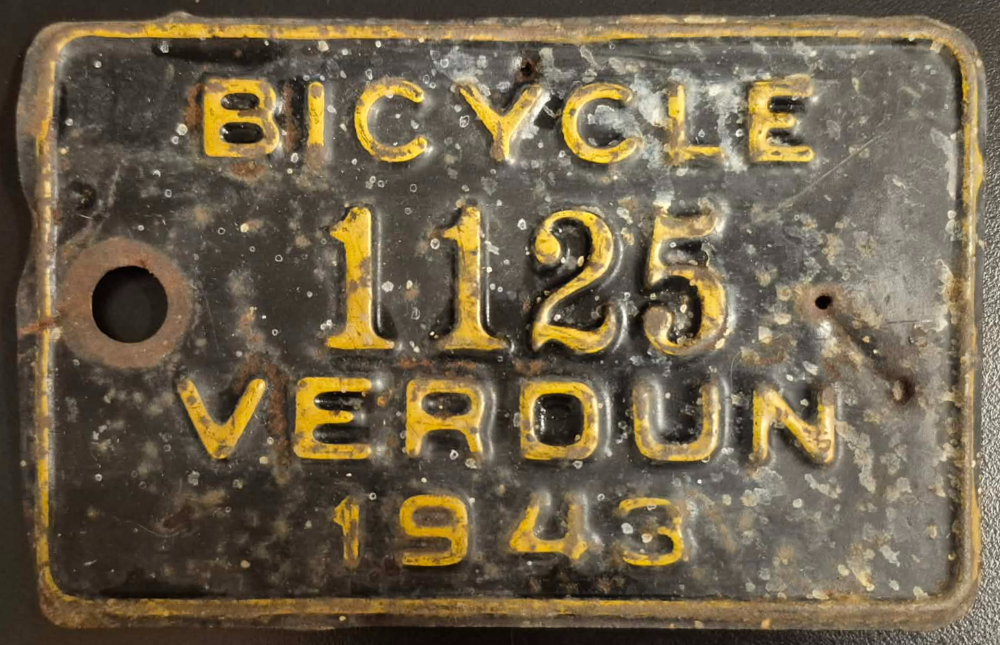 BICYCLE
1125
VERDUN
1943